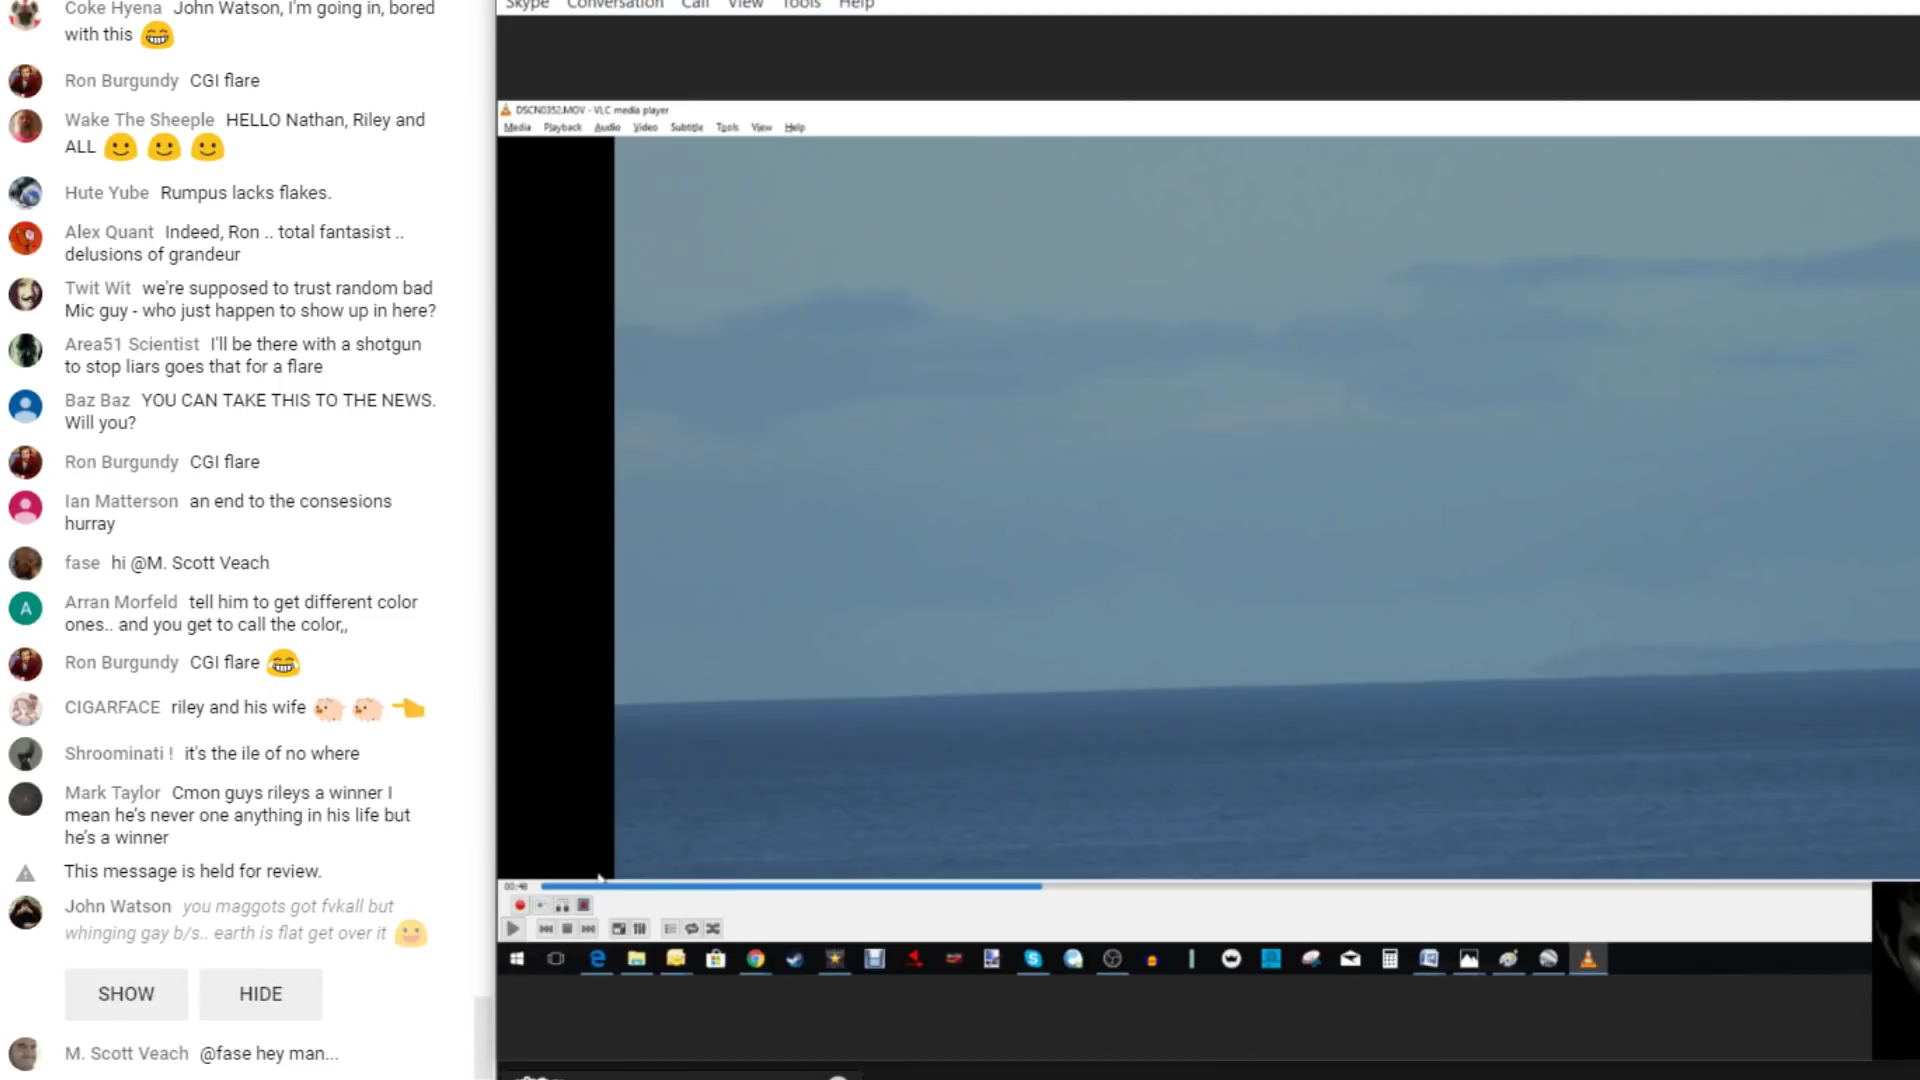 Coke Hyena John Watson, I'm going in, bored
with this
Ron Burgundy CGI flare
Wake The Sheeple HELLO Nathan, Riley and
ALL
Hute Yube Rumpus lacks flakes.
Alex Quant Indeed, Ron .. total fantasist ..
delusions of grandeur
Twit Wit we're supposed to trust random bad
Mic guy - who just happen to show up in here?
Area51 Scientist I'll be there with a shotgun
to stop liars goes that for a flare
Baz Baz YOU CAN TAKE THIS TO THE NEWS.
Will you?
Ron Burgundy CGI flare
Ian Matterson an end to the consesions
hurray
fase hi @M. Scott Veach
A
Arran Morfeld tell him to get different color
ones.. and you get to call the color,,
Ron Burgundy CGI flare
CIGARFACE riley and his wife
Shroominati ! it's the ile of no where
Mark Taylor Cmon guys rileys a winner I
mean he's never one anything in his life but
he's a winner
This message is held for review.
John Watson you maggots got fvkall but
whinging gay b/s.. earth is flat get over it
SHOW HIDE
M. Scott Veach @fase hey man...
Skype Conversation Call View Tools Help
DSCN0352.MOV - VLC media player
Media Playback Audio Video Subtitle Tools View Help
00:48